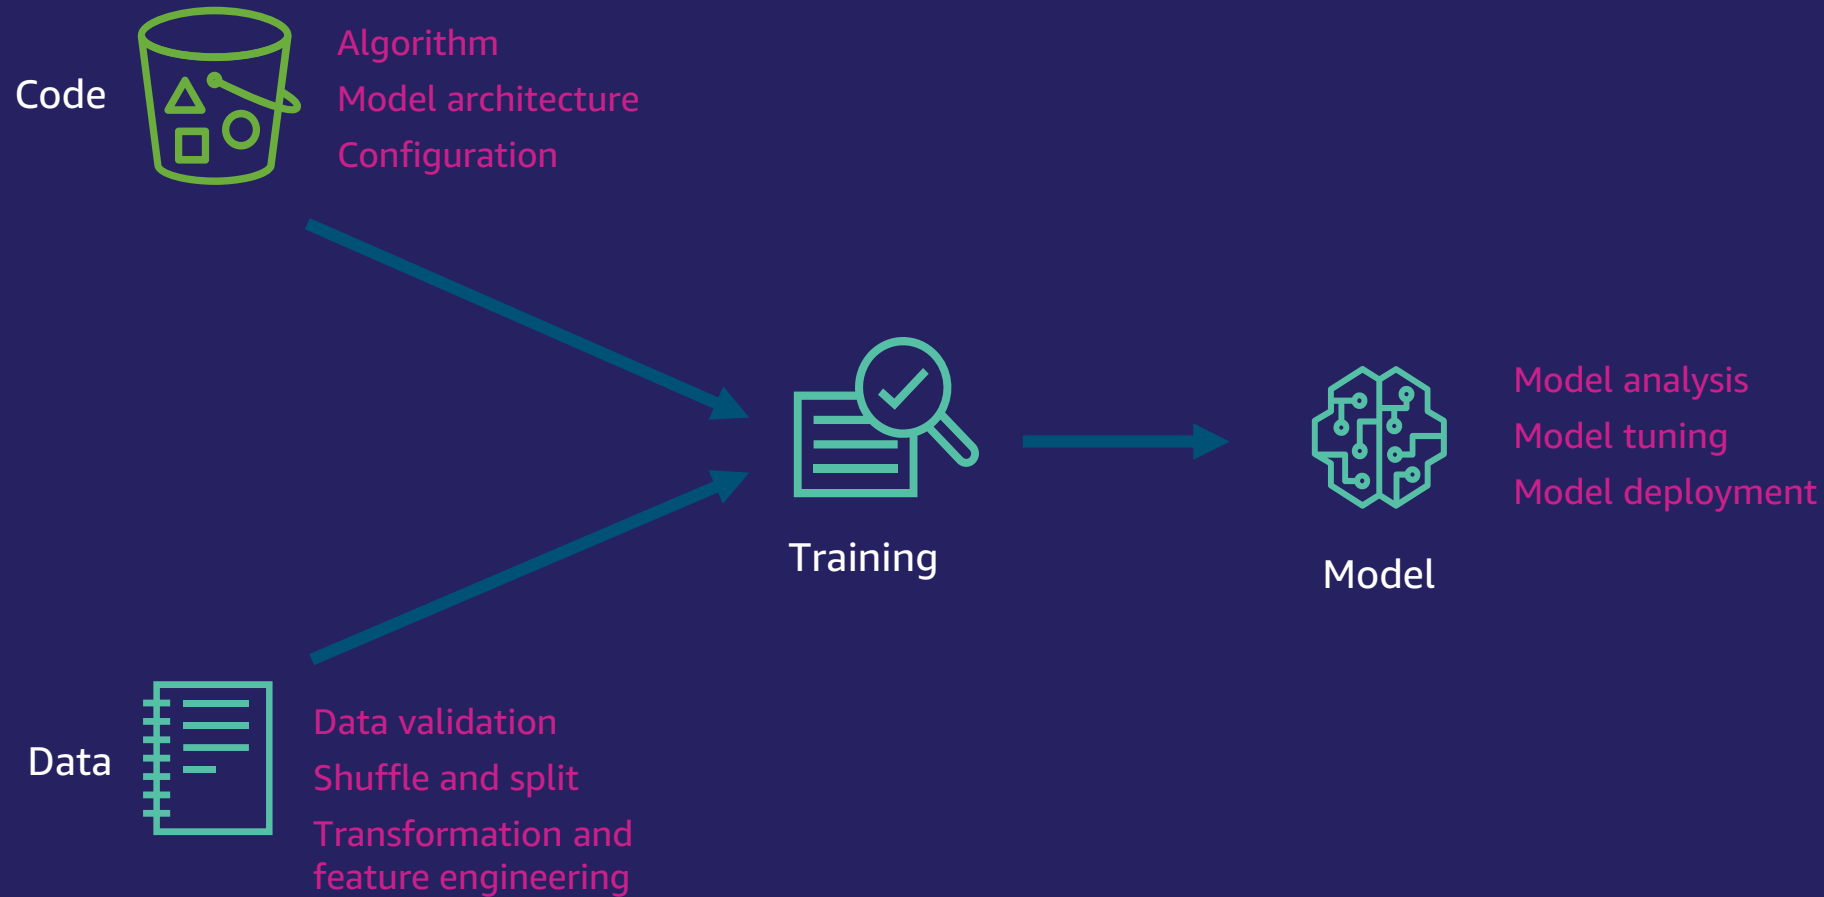 Code
Algorithm
Model architecture
Configuration
Training
Model
Model analysis
Model tuning
Model deployment
Data
Data validation
Shuffle and split
Transformation and
feature engineering